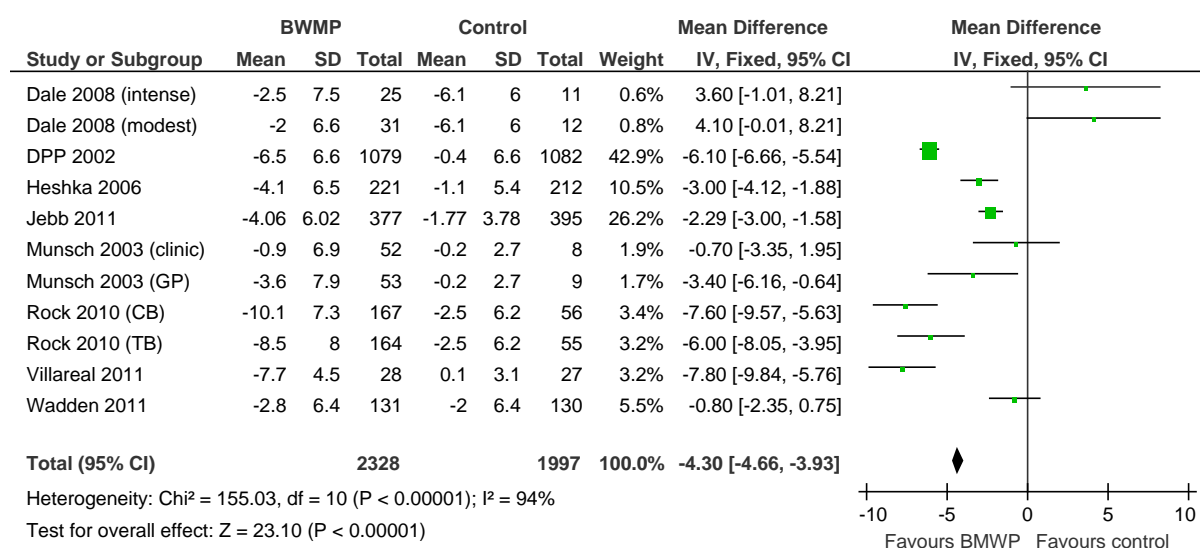 BWMP Control Mean Difference Mean Difference
Study or Subgroup Mean SD Total Mean SD Total Weight IV, Fixed, 95% CI IV, Fixed, 95% CI
Dale 2008 (intense) -2.5 7.5 25 -6.1 6 11 0.6% 3.60 [-1.01, 8.21]
Dale 2008 (modest) -2 6.6 31 -6.1 6 12 0.8% 4.10 [-0.01, 8.21]
DPP 2002 -6.5 6.6 1079 -0.4 6.6 1082 42.9% -6.10 [-6.66, -5.54]
Heshka 2006 -4.1 6.5 221 -1.1 5.4 212 10.5% -3.00 [-4.12, -1.88]
Jebb 2011 -4.06 6.02 377 -1.77 3.78 395 26.2% -2.29 [-3.00, -1.58]
Munsch 2003 (clinic) -0.9 6.9 52 -0.2 2.7 8 1.9% -0.70 [-3.35, 1.95]
Munsch 2003 (GP) -3.6 7.9 53 -0.2 2.7 9 1.7% -3.40 [-6.16, -0.64]
Rock 2010 (CB) -10.1 7.3 167 -2.5 6.2 56 3.4% -7.60 [-9.57, -5.63]
Rock 2010 (TB) -8.5 8 164 -2.5 6.2 55 3.2% -6.00 [-8.05, -3.95]
Villareal 2011 -7.7 4.5 28 0.1 3.1 27 3.2% -7.80 [-9.84, -5.76]
Wadden 2011 -2.8 6.4 131 -2 6.4 130 5.5% -0.80 [-2.35, 0.75]
Total (95% CI) 2328 1997 100.0% -4.30 [-4.66, -3.93]
Heterogeneity: Chi² = 155.03, df = 10 (P < 0.00001); I² = 94%
Test for overall effect: Z = 23.10 (P < 0.00001)
-10 -5 0 5 10
Favours BMWP Favours control